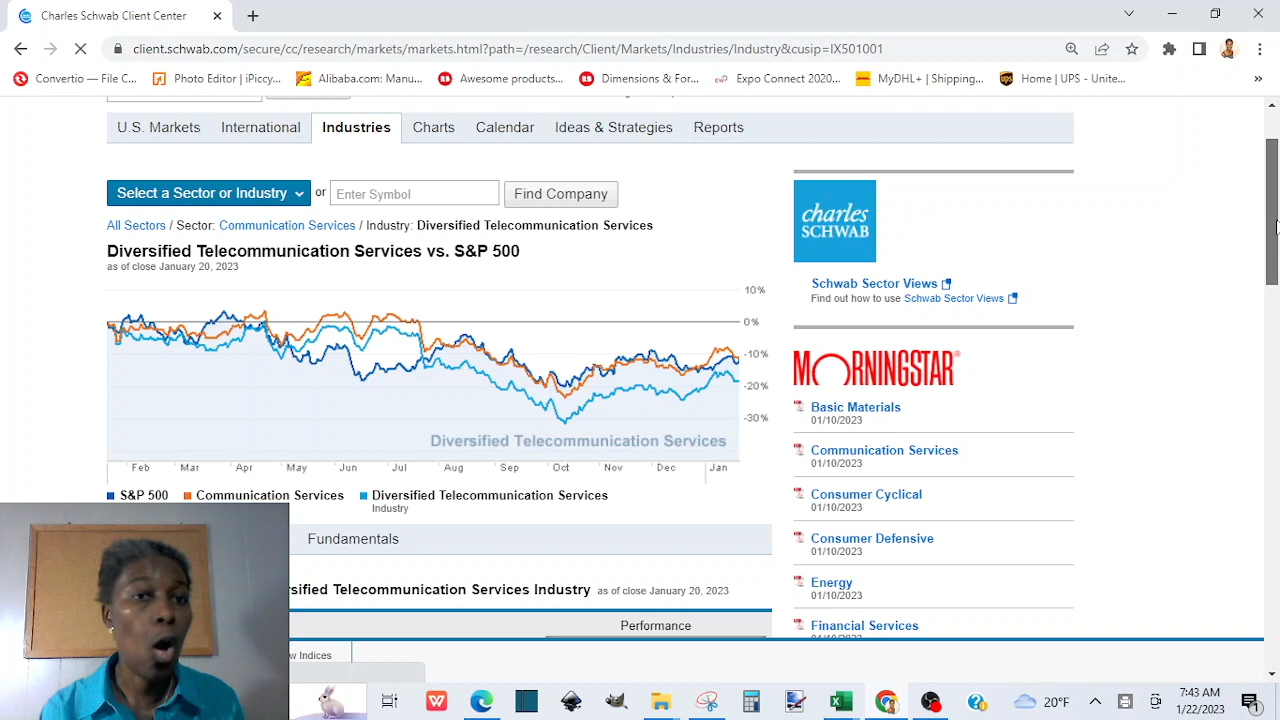 Charles Schwab Client Center
client.schwab.com/secure/cc/research/markets/markets.html?path=/research/Client/Markets/Industries/Industry&cusip=IX501001
Convertio — File C... Photo Editor | iPiccy... Alibaba.com: Manu... Awesome products... Dimensions & For... Expo Connect 2020... MyDHL+ | Shipping... Home | UPS - Unite... »
U.S. Markets International Industries Charts Calendar Ideas & Strategies Reports
Select a Sector or Industry or Enter Symbol Find Company
All Sectors / Sector: Communication Services / Industry: Diversified Telecommunication Services
Diversified Telecommunication Services vs. S&P 500
as of close January 20, 2023
10%
0%
-10%
-20%
-30%
Diversified Telecommunication Services
Feb Mar Apr May Jun Jul Aug Sep Oct Nov Dec Jan
S&P 500 Communication Services Diversified Telecommunication Services
Industry
Fundamentals
sified Telecommunication Services Industry as of close January 20, 2023
Performance
w Indices
charles
SCHWAB
Schwab Sector Views
Find out how to use Schwab Sector Views
MORNINGSTAR®
Basic Materials
01/10/2023
Communication Services
01/10/2023
Consumer Cyclical
01/10/2023
Consumer Defensive
01/10/2023
Energy
01/10/2023
Financial Services
20°F
7:43 AM
1/22/2023